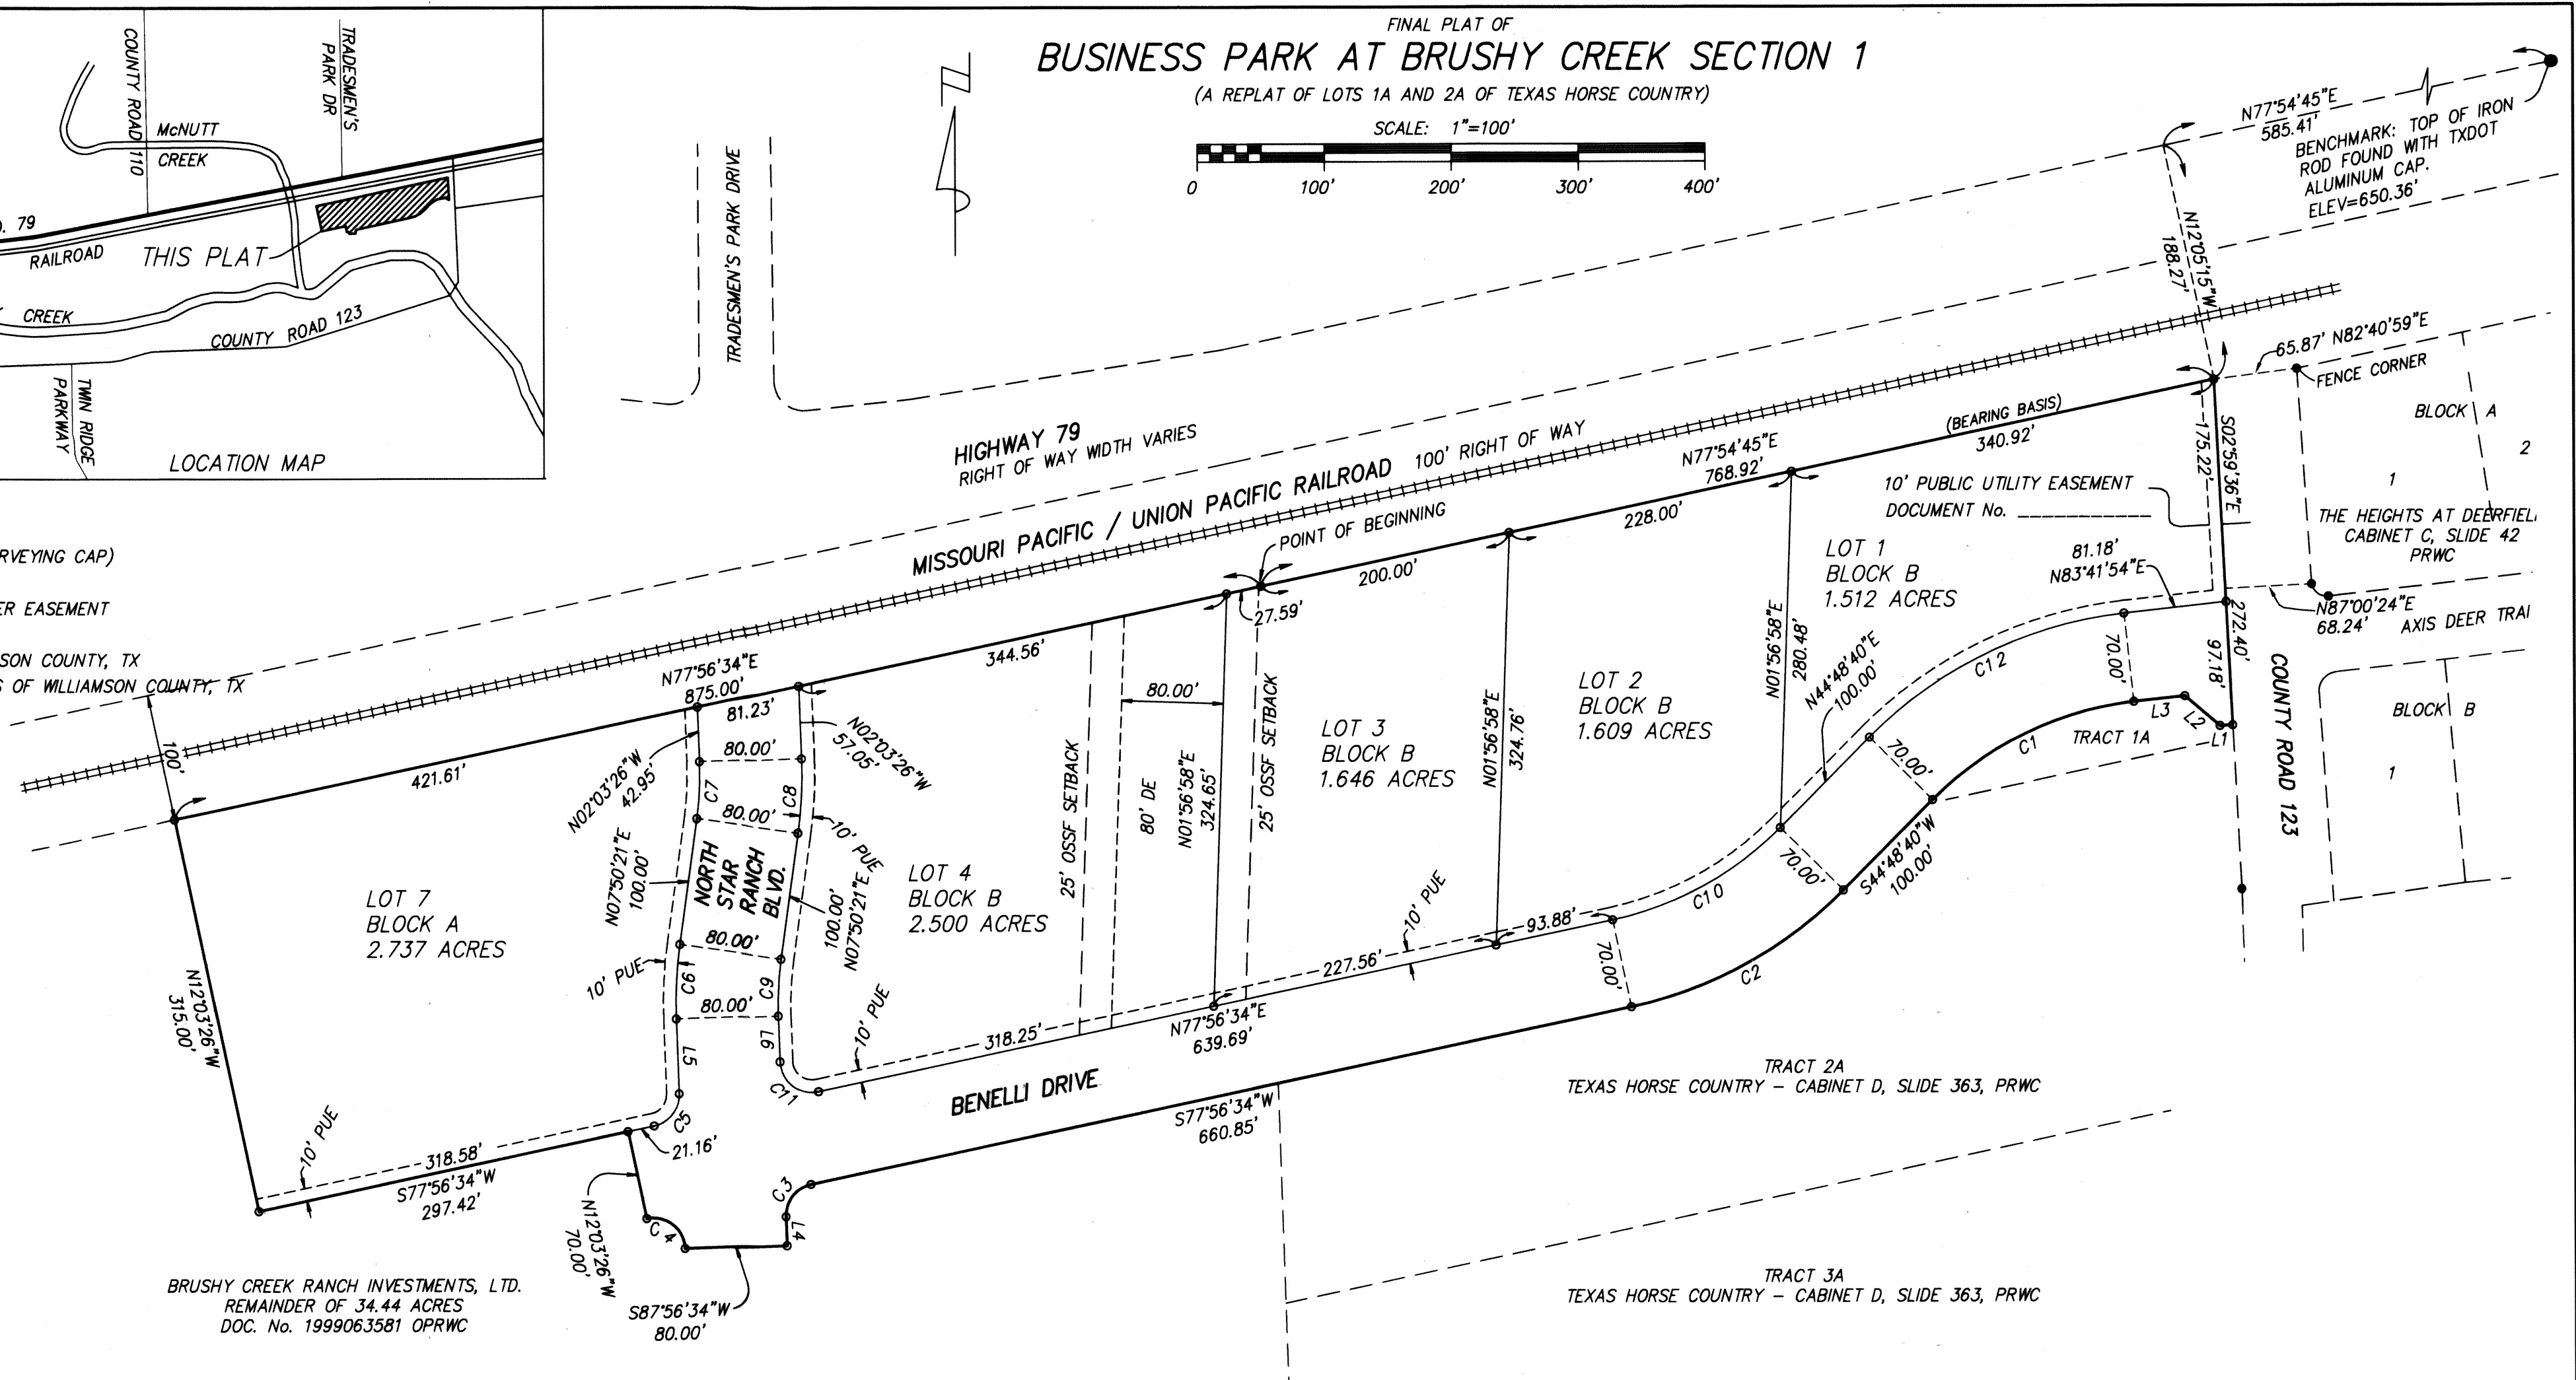 FINAL PLAT OF
BUSINESS PARK AT BRUSHY CREEK SECTION 1
(A REPLAT OF LOTS 1A AND 2A OF TEXAS HORSE COUNTRY)
SCALE: 1"=100'
0 100' 200' 300' 400'
COUNTY ROAD 110
TRADESMEN'S
PARK DR
McNUTT
CREEK
79
RAILROAD
THIS PLAT
CREEK
COUNTY ROAD 123
TWIN RIDGE
PARKWAY
LOCATION MAP
RVEYING CAP)
ER EASEMENT
SON COUNTY, TX
S OF WILLIAMSON COUNTY, TX
TRADESMEN'S PARK DRIVE
N77°54'45"E
585.41'
BENCHMARK: TOP OF IRON
ROD FOUND WITH TXDOT
ALUMINUM CAP.
ELEV=650.36'
N12°05'15"W
188.27'
65.87' N82°40'59"E
FENCE CORNER
BLOCK A
2
1
THE HEIGHTS AT DEERFIEL
CABINET C, SLIDE 42
PRWC
HIGHWAY 79
RIGHT OF WAY WIDTH VARIES
MISSOURI PACIFIC / UNION PACIFIC RAILROAD 100' RIGHT OF WAY
POINT OF BEGINNING
(BEARING BASIS)
N77°54'45"E
768.92'
340.92'
228.00'
200.00'
27.59'
S02°59'36"E
175.22'
10' PUBLIC UTILITY EASEMENT
DOCUMENT No. ____________
LOT 1
BLOCK B
1.512 ACRES
81.18'
N83°41'54"E
N87°00'24"E
68.24'
AXIS DEER TRAI
272.40'
97.18'
COUNTY ROAD 123
BLOCK B
1
N01°56'58"E
280.48'
N44°48'40"E
100.00'
C12
70.00'
L3
L2
L1
C1
TRACT 1A
70.00'
S44°48'40"W
100.00'
70.00'
C10
C2
LOT 2
BLOCK B
1.609 ACRES
N01°56'58"E
324.76'
LOT 3
BLOCK B
1.646 ACRES
25' OSSF SETBACK
N01°56'58"E
324.65'
80.00'
80' DE
25' OSSF SETBACK
344.56'
N77°56'34"E
875.00'
81.23'
80.00'
N02°03'26"W
57.05'
N02°03'26"W
42.95'
C7
C8
80.00'
10' PUE
N07°50'21"E
100.00'
NORTH
STAR
RANCH
BLVD.
N07°50'21"E
100.00'
LOT 4
BLOCK B
2.500 ACRES
80.00'
10' PUE
C6
C9
80.00'
L5
L6
C11
C5
21.16'
100'
421.61'
LOT 7
BLOCK A
2.737 ACRES
N12°03'26"W
315.00'
10' PUE
318.58'
S77°56'34"W
297.42'
10' PUE
318.25'
N77°56'34"E
639.69'
227.56'
10' PUE
93.88'
70.00'
BENELLI DRIVE
S77°56'34"W
660.85'
C3
L4
C4
N12°03'26"W
70.00'
S87°56'34"W
80.00'
TRACT 2A
TEXAS HORSE COUNTRY – CABINET D, SLIDE 363, PRWC
TRACT 3A
TEXAS HORSE COUNTRY – CABINET D, SLIDE 363, PRWC
BRUSHY CREEK RANCH INVESTMENTS, LTD.
REMAINDER OF 34.44 ACRES
DOC. No. 1999063581 OPRWC